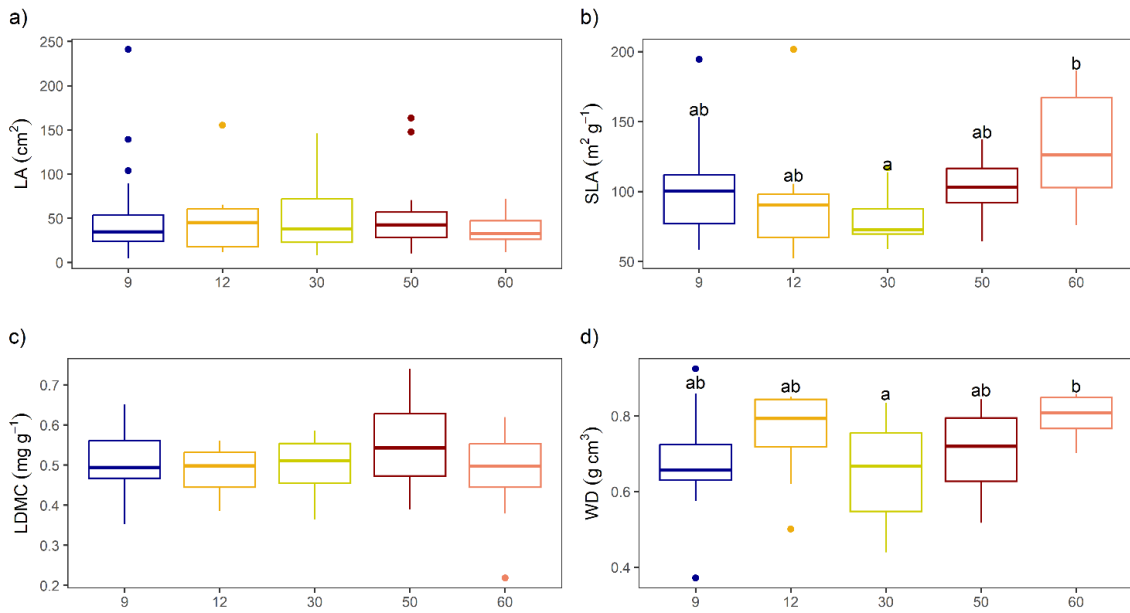 a)
250
200
150
100
50
0
LA (cm²)
9 12 30 50 60
b)
200
150
100
50
SLA (m² g⁻¹)
ab ab a ab b
9 12 30 50 60
c)
0.7
0.6
0.5
0.4
0.3
0.2
LDMC (mg g⁻¹)
9 12 30 50 60
d)
0.8
0.6
0.4
WD (g cm³)
ab ab a ab b
9 12 30 50 60